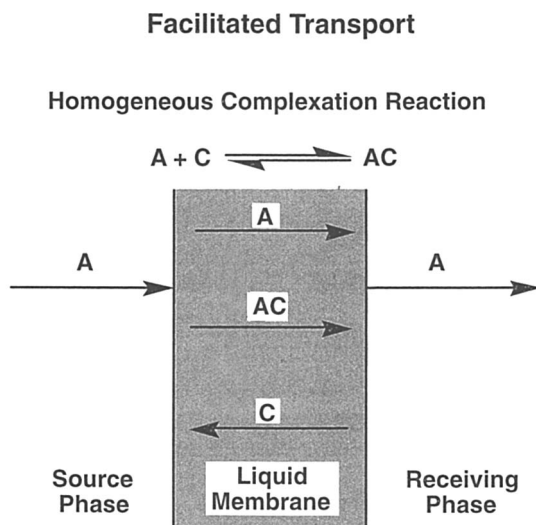 Facilitated Transport
Homogeneous Complexation Reaction
A + C ⇌ AC
A
A
A
AC
C
Source
Phase
Liquid
Membrane
Receiving
Phase